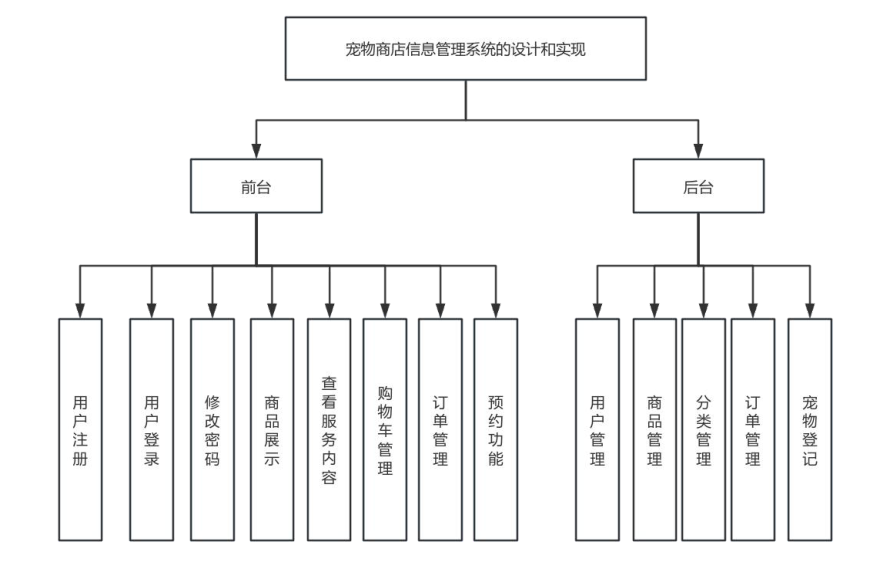 宠物商店信息管理系统的设计和实现
前台
后台
用户注册
用户登录
修改密码
商品展示
查看服务内容
购物车管理
订单管理
预约功能
用户管理
商品管理
分类管理
订单管理
宠物登记